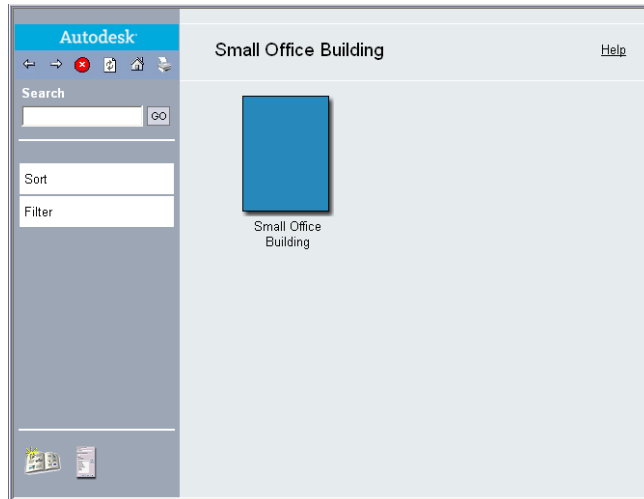 Autodesk
Small Office Building
Help
Search
GO
Sort
Filter
Small Office
Building